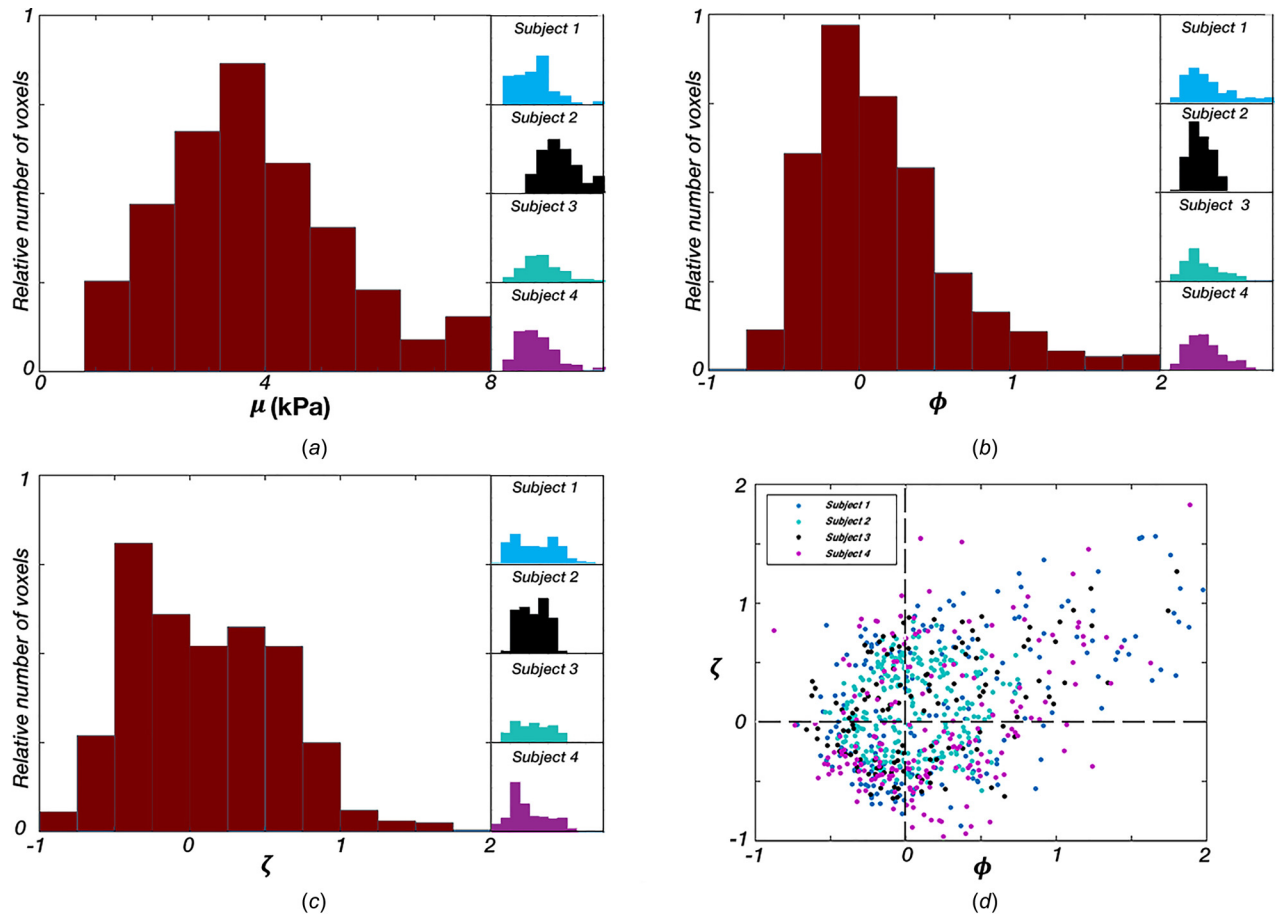 1
Relative number of voxels
0
0
4
8
μ (kPa)
Subject 1
Subject 2
Subject 3
Subject 4
(a)
1
Relative number of voxels
0
-1
0
1
2
ϕ
Subject 1
Subject 2
Subject 3
Subject 4
(b)
1
Relative number of voxels
0
-1
0
1
2
ζ
Subject 1
Subject 2
Subject 3
Subject 4
(c)
2
1
ζ
0
-1
-1
0
1
2
ϕ
Subject 1
Subject 2
Subject 3
Subject 4
(d)